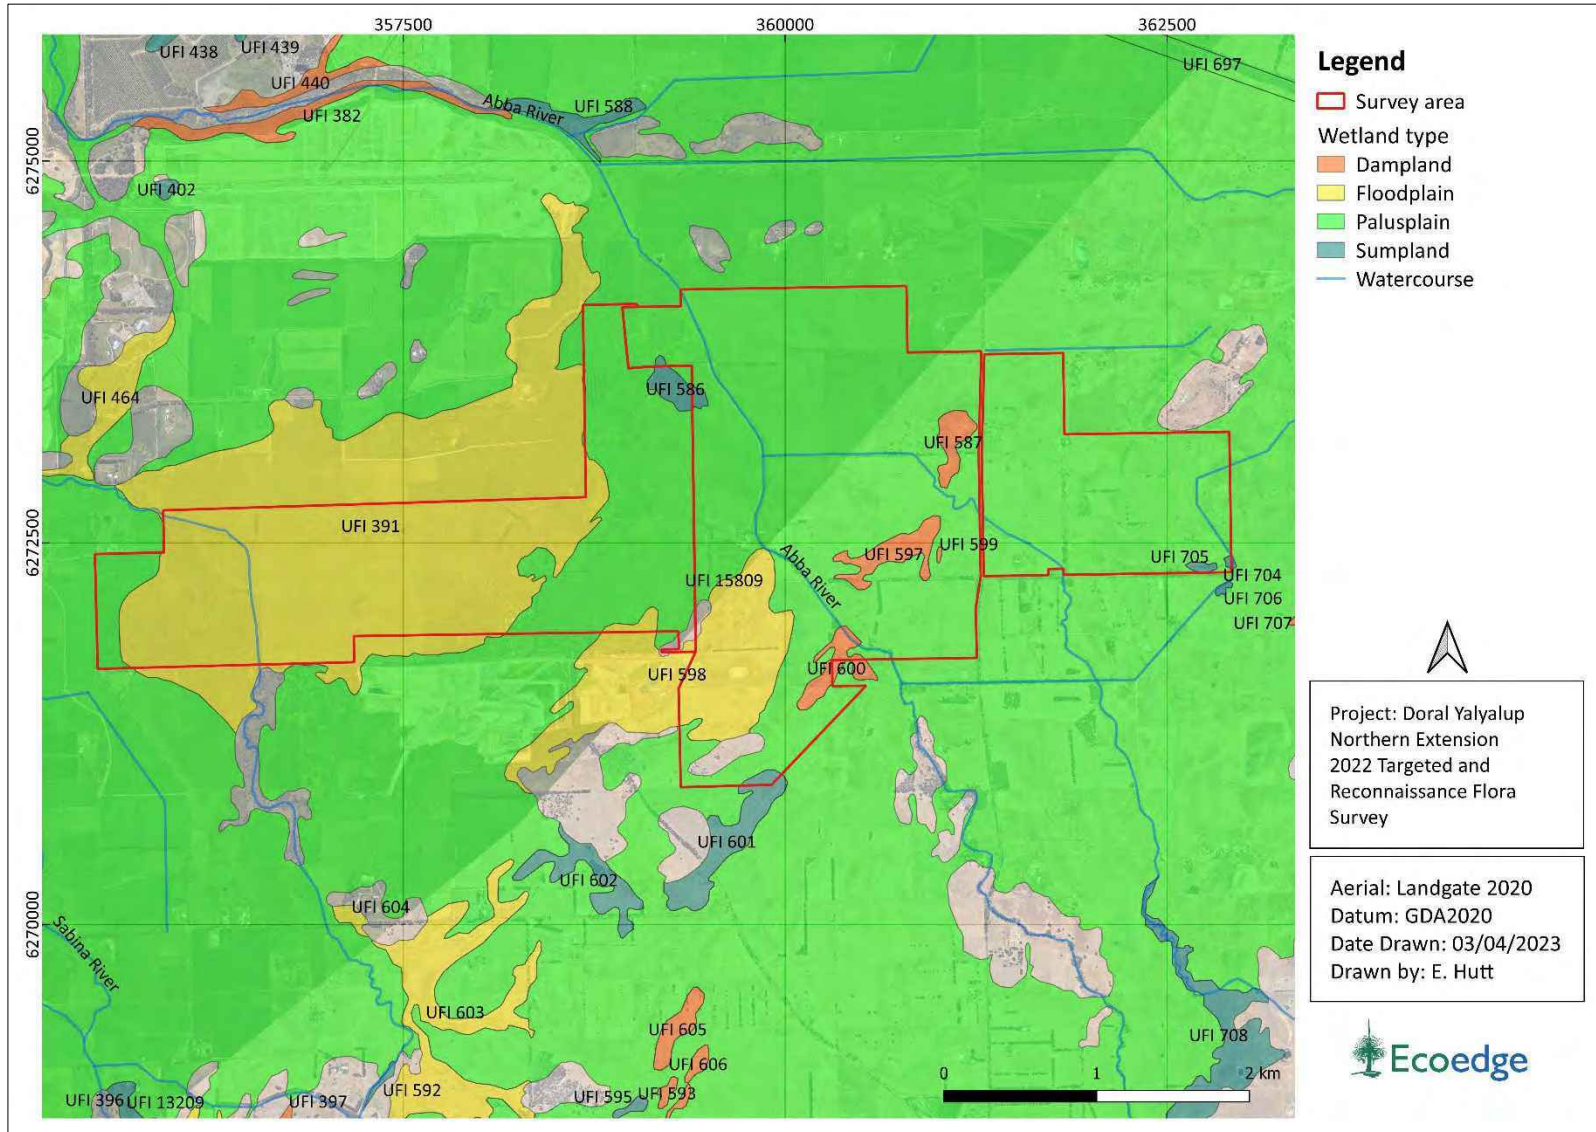 357500
360000
362500
6275000
6272500
6270000
UFI 438
UFI 439
UFI 440
UFI 382
Abba River
UFI 588
UFI 697
UFI 402
UFI 464
UFI 586
UFI 587
UFI 391
UFI 597
UFI 599
UFI 705
UFI 704
UFI 706
UFI 707
UFI 15809
Abba River
UFI 598
UFI 600
UFI 601
UFI 602
UFI 604
Sabina River
UFI 603
UFI 605
UFI 606
UFI 708
UFI 592
UFI 595
UFI 593
UFI 396
UFI 13209
UFI 397
0
1
2 km
Legend
Survey area
Wetland type
Dampland
Floodplain
Palusplain
Sumpland
Watercourse
Project: Doral Yalyalup
Northern Extension
2022 Targeted and
Reconnaissance Flora
Survey
Aerial: Landgate 2020
Datum: GDA2020
Date Drawn: 03/04/2023
Drawn by: E. Hutt
Ecoedge